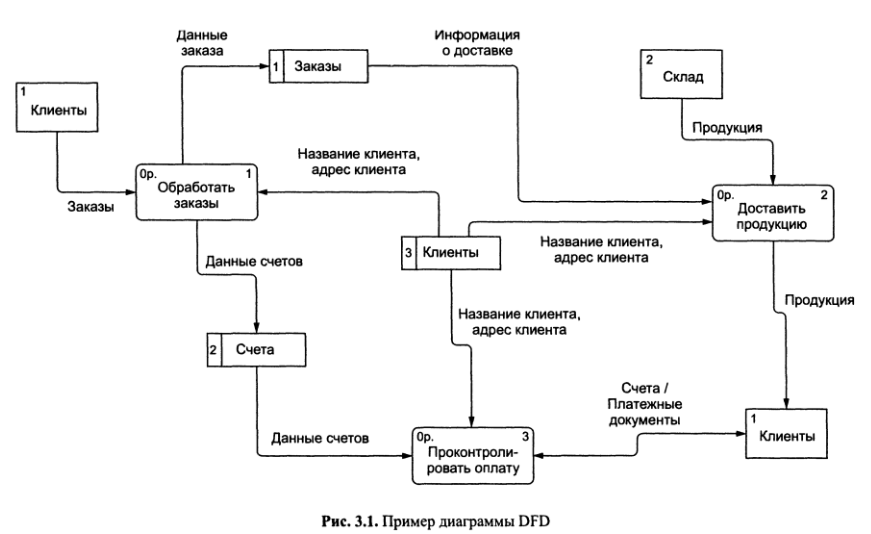 Данные
заказа
Информация
о доставке
1
Заказы
2
Склад
1
Клиенты
Продукция
Название клиента,
адрес клиента
0р.
1
Обработать
заказы
Заказы
0р.
2
Доставить
продукцию
3
Клиенты
Название клиента,
адрес клиента
Данные счетов
Продукция
Название клиента,
адрес клиента
2
Счета
Счета /
Платежные
документы
1
Клиенты
Данные счетов
0р.
3
Проконтроли-
ровать оплату
Рис. 3.1. Пример диаграммы DFD